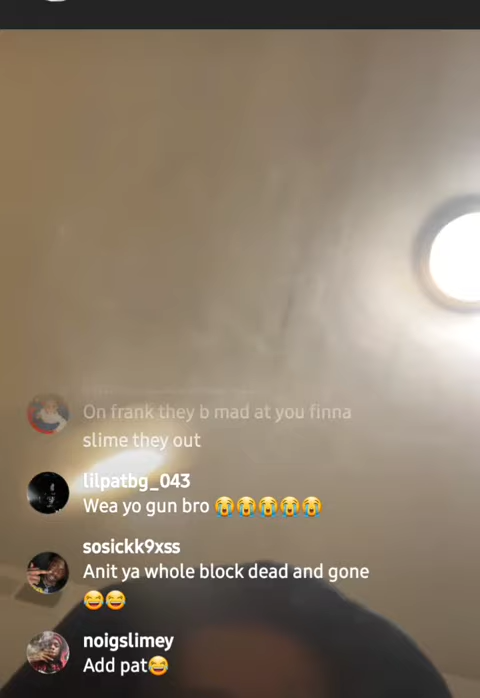 On frank they b mad at you finna
slime they out
lilpatbg_043
Wea yo gun bro 😭😭😭😭😭
sosickk9xss
Anit ya whole block dead and gone
😂😂
noigslimey
Add pat😂